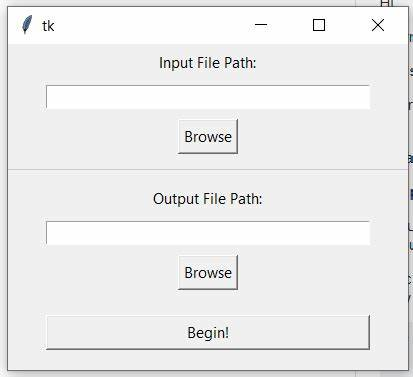 tk
Input File Path:
Browse
Output File Path:
Browse
Begin!